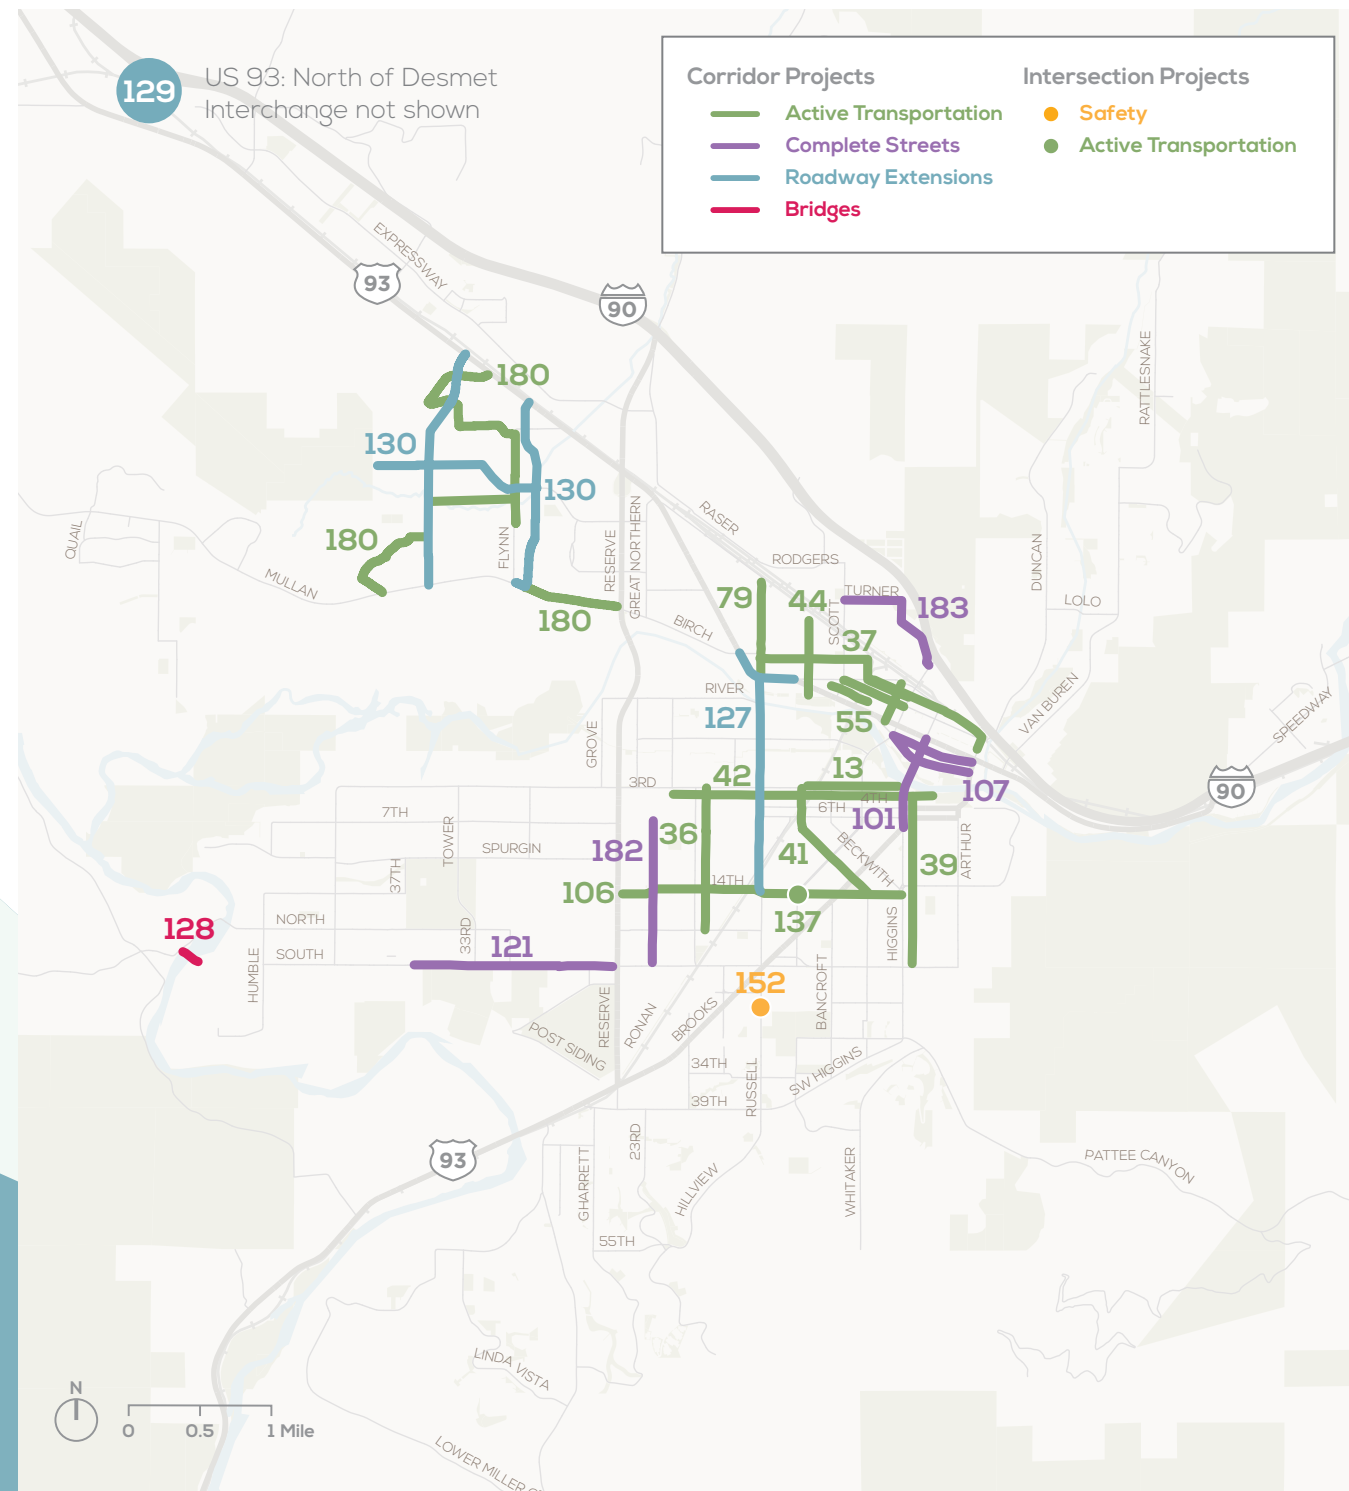 129
US 93: North of Desmet
Interchange not shown
Corridor Projects
Active Transportation
Complete Streets
Roadway Extensions
Bridges
Intersection Projects
Safety
Active Transportation
EXPRESSWAY
93
90
RATTLESNAKE
180
130
130
QUAIL
180
FLYNN
RESERVE
GREAT NORTHERN
RASER
RODGERS
DUNCAN
MULLAN
180
BIRCH
79
44
SCOTT
TURNER
183
LOLO
37
RIVER
127
55
VAN BUREN
SPEEDWAY
GROVE
3RD
42
13
107
90
7TH
6TH
4TH
101
TOWER
SPURGIN
182
36
41
BECKWITH
39
ARTHUR
37TH
106
14TH
137
128
NORTH
33RD
HIGGINS
SOUTH
121
HUMBLE
152
BANCROFT
RESERVE
RONAN
BROOKS
POST SIDING
34TH
RUSSELL
SW HIGGINS
39TH
93
23RD
GHARRETT
HILLVIEW
WHITAKER
PATTEE CANYON
55TH
LINDA VISTA
N
0 0.5 1 Mile
LOWER MILLER